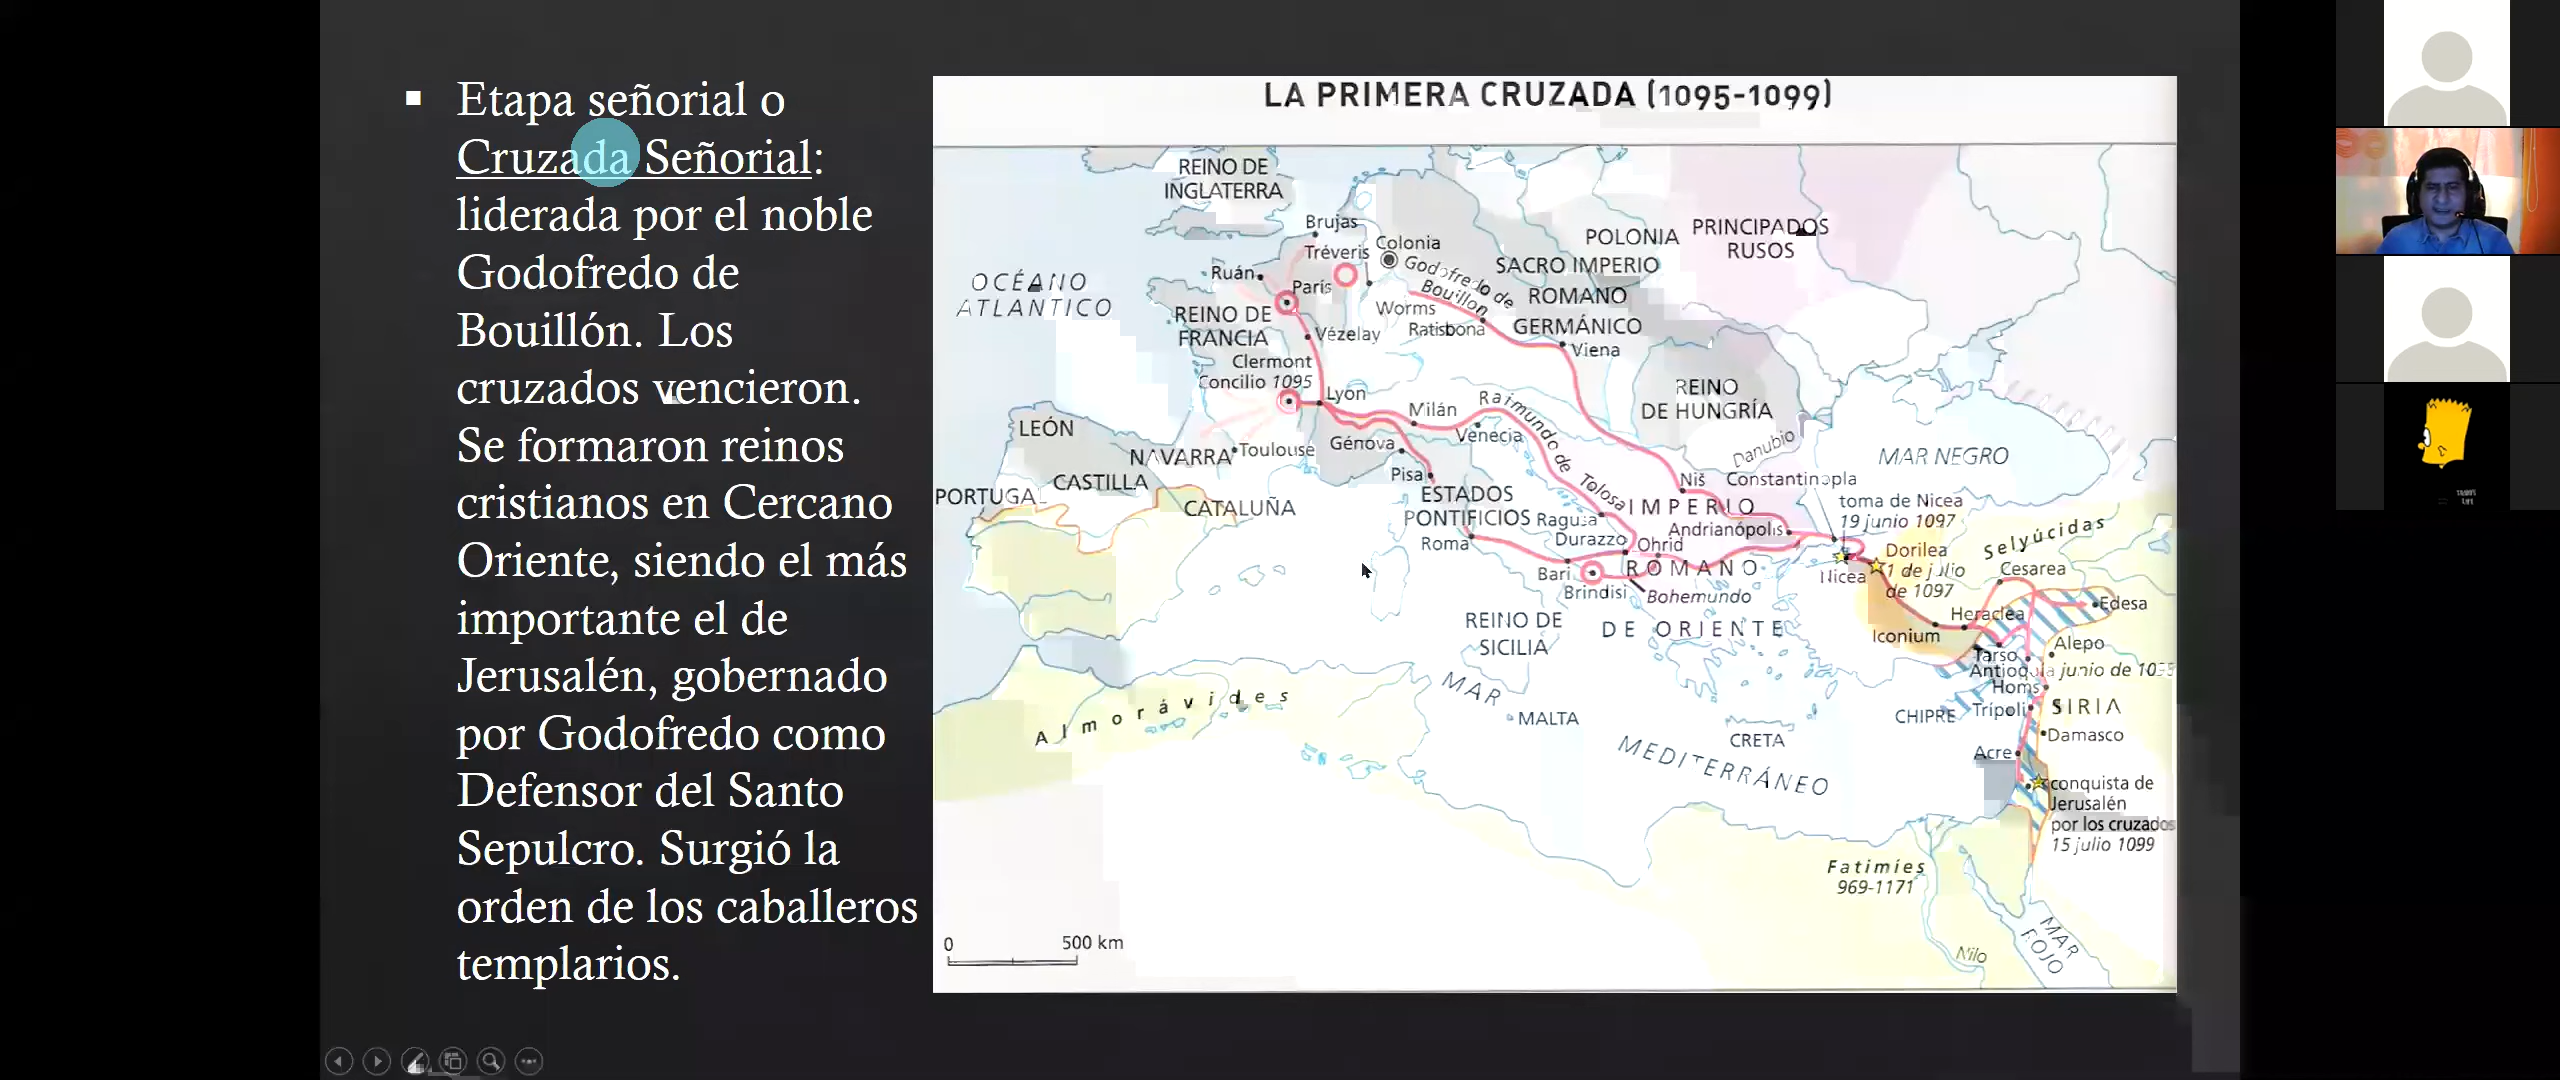 ▪ Etapa señorial o
Cruzada Señorial:
liderada por el noble
Godofredo de
Bouillón. Los
cruzados vencieron.
Se formaron reinos
cristianos en Cercano
Oriente, siendo el más
importante el de
Jerusalén, gobernado
por Godofredo como
Defensor del Santo
Sepulcro. Surgió la
orden de los caballeros
templarios.
LA PRIMERA CRUZADA (1095-1099)
REINO DE
INGLATERRA
Brujas
Tréveris
Colonia
Ruán
París
Godofredo de
Bouillon
Worms
Ratisbona
POLONIA
PRINCIPADOS
RUSOS
SACRO IMPERIO
ROMANO
GERMÁNICO
OCÉANO
ATLANTICO
REINO DE
FRANCIA
Vézelay
Viena
Clermont
Concilio 1095
Lyon
Milán
Raimundo de Tolosa
REINO
DE HUNGRÍA
LEÓN
Génova
Venecia
NAVARRA
Toulouse
Danubio
MAR NEGRO
CASTILLA
Pisa
Niš
Constantinopla
PORTUGAL
CATALUÑA
ESTADOS
PONTIFICIOS
Ragusa
IMPERIO
toma de Nicea
19 junio 1097
Andrianópolis
Durazzo
Roma
Ohrid
Selyúcidas
Dorilea
1 de julio
de 1097
Bari
ROMANO
Nicea
Cesarea
Brindisi
Bohemundo
Edesa
REINO DE
SICILIA
DE ORIENTE
Heraclea
Iconium
Alepo
Tarso
Antioquía junio de
Homs
Almorávides
MAR
MEDITERRÁNEO
MALTA
CHIPRE
Trípoli
SIRIA
CRETA
Damasco
Acre
conquista de
Jerusalén
por los cruzados
15 julio 1099
Fatimíes
969-1171
0 500 km
Nilo
MAR
ROJO